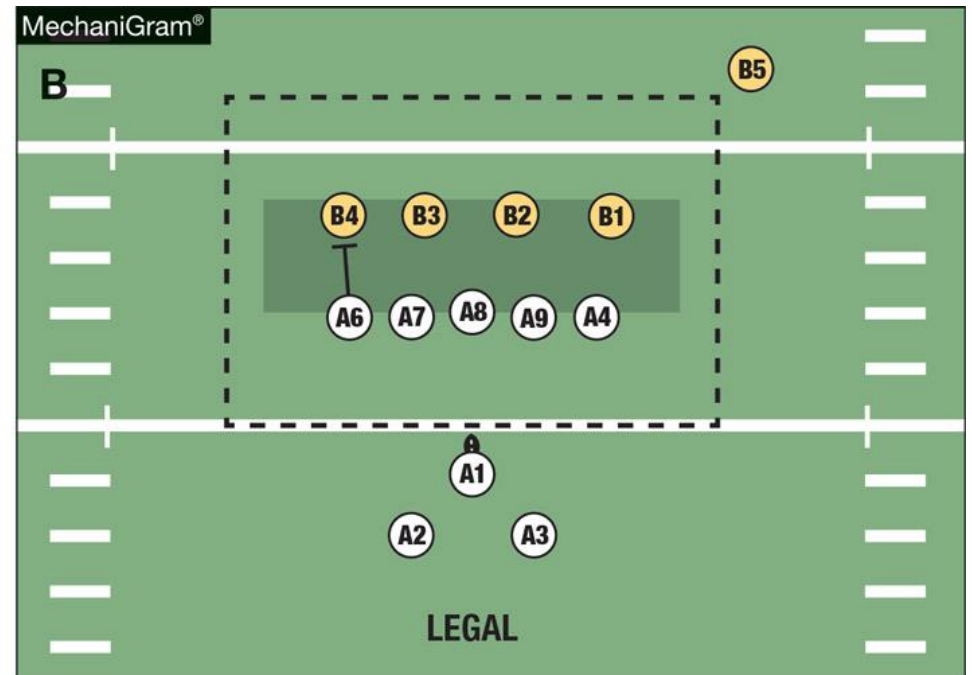 MechaniGram®
B
B5
B4 B3 B2 B1
A6 A7 A8 A9 A4
A1
A2 A3
LEGAL